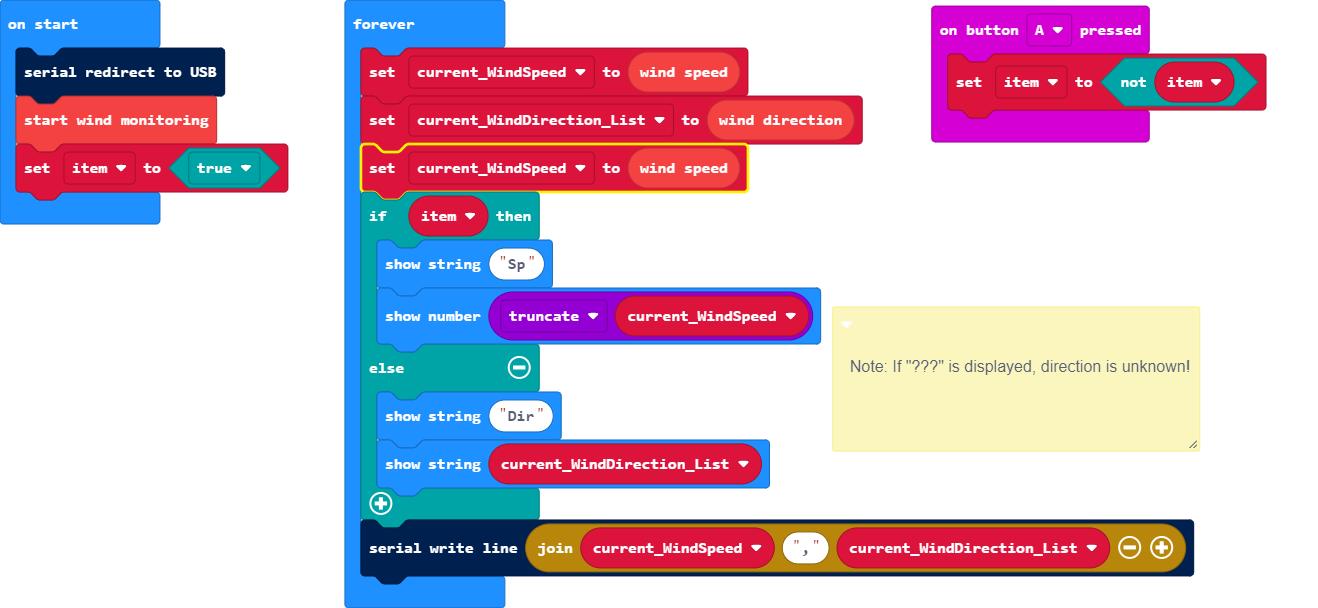 on start
serial redirect to USB
start wind monitoring
set item to true
forever
set current_WindSpeed to wind speed
set current_WindDirection_List to wind direction
set current_WindSpeed to wind speed
if item then
show string "Sp"
show number truncate current_WindSpeed
else
show string "Dir"
show string current_WindDirection_List
serial write line join current_WindSpeed "," current_WindDirection_List
on button A pressed
set item to not item
Note: If "???" is displayed, direction is unknown!